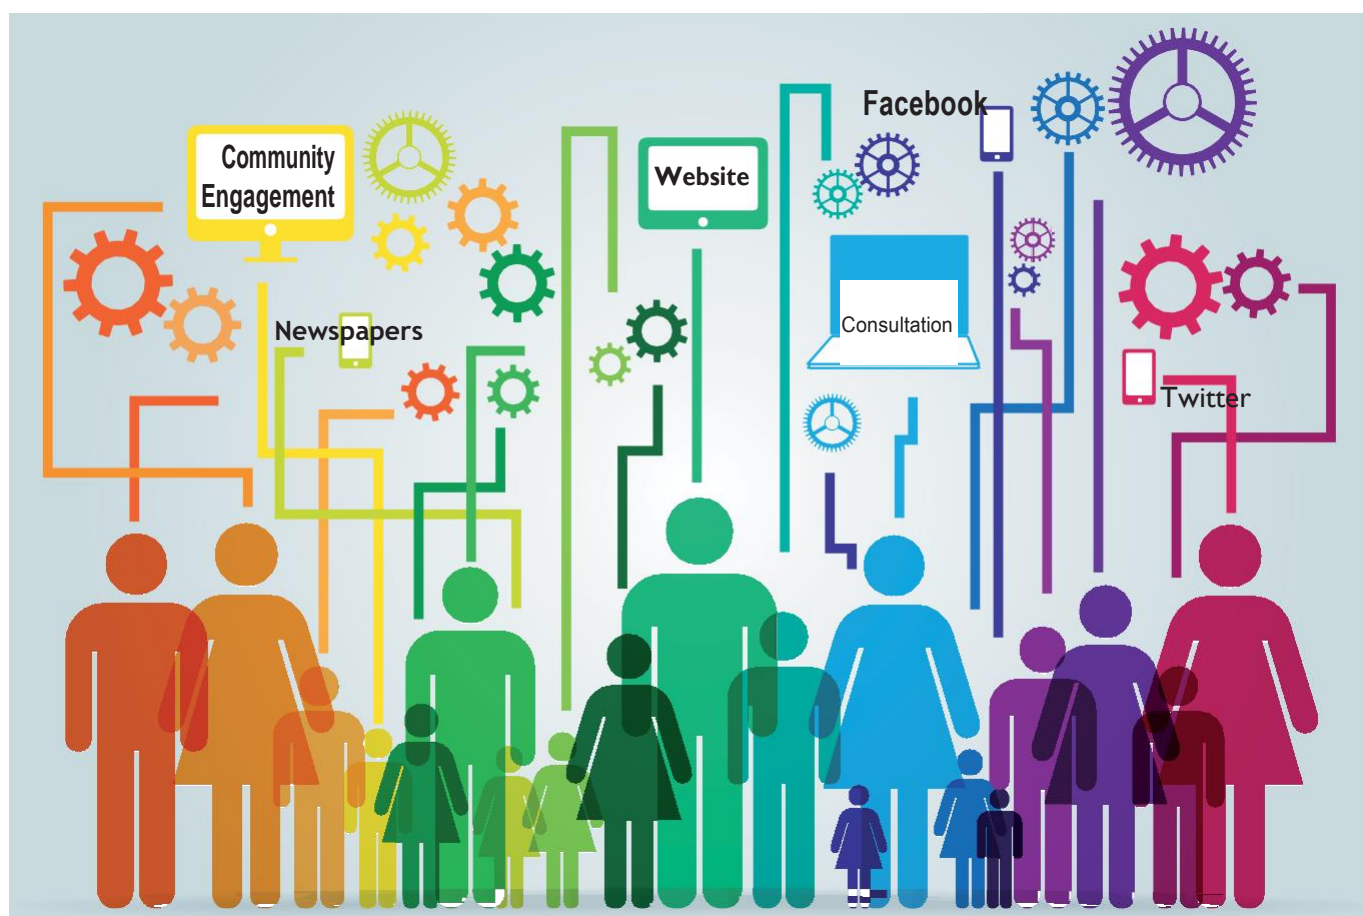 Facebook
Community
Engagement
Website
Consultation
Newspapers
Twitter